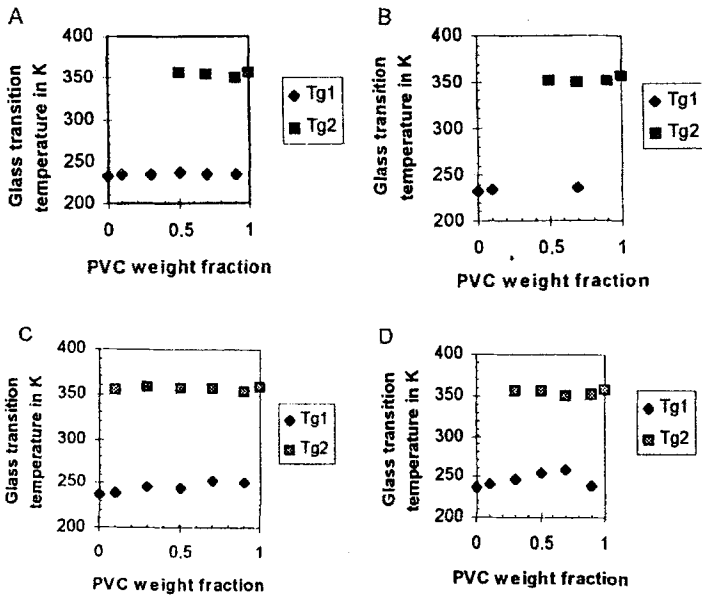 A
Glass transition
temperature in K
400
350
300
250
200
0
0.5
1
PVC weight fraction
Tg1
Tg2
B
Glass transition
temperature in K
400
350
300
250
200
0
0,5
1
PVC weight fraction
Tg1
Tg2
C
Glass transition
temperature in K
400
350
300
250
200
0
0.5
1
PVC weight fraction
Tg1
Tg2
D
Glass transition
temperature in K
400
350
300
250
200
0
0.5
1
PVC weight fraction
Tg1
Tg2